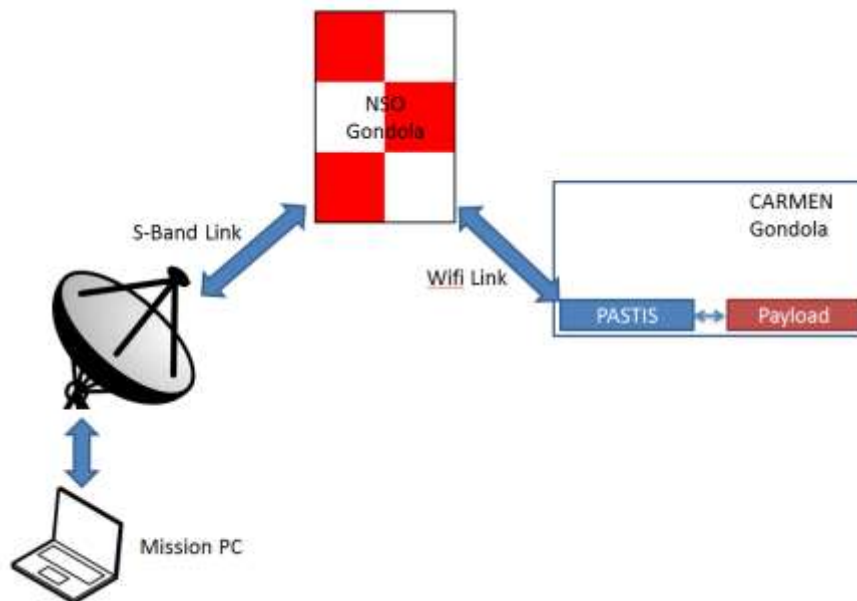 NSO
Gondola
CARMEN
Gondola
S-Band Link
Wifi Link
PASTIS
Payload
Mission PC